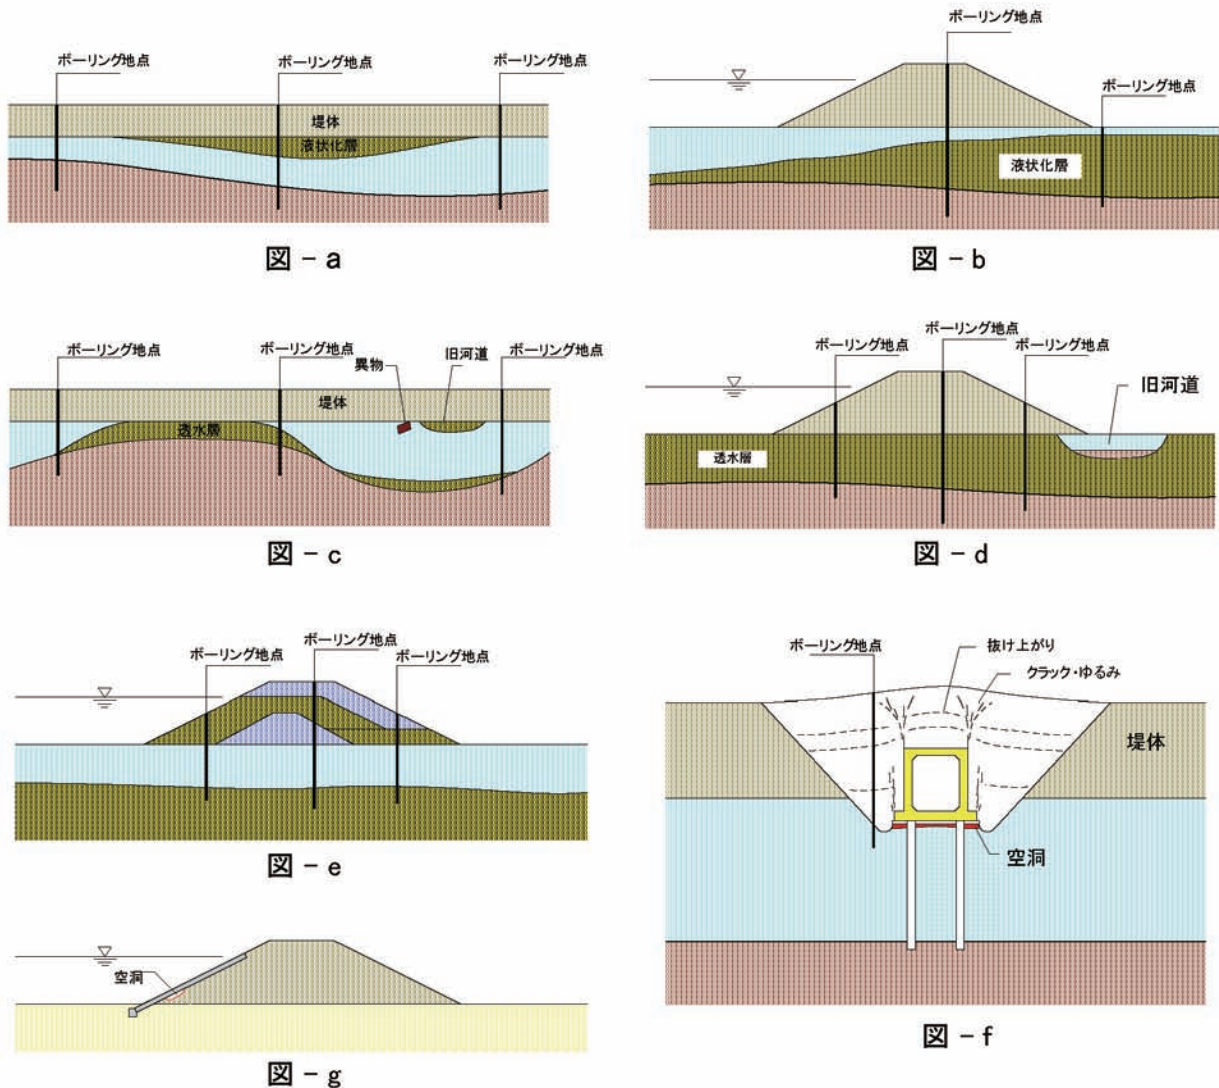 ボーリング地点
ボーリング地点
ボーリング地点
堤体
液状化層
図 - a
ボーリング地点
ボーリング地点
液状化層
図 - b
ボーリング地点
ボーリング地点
異物
旧河道
ボーリング地点
堤体
透水層
図 - c
ボーリング地点
ボーリング地点
ボーリング地点
旧河道
透水層
図 - d
ボーリング地点
ボーリング地点
ボーリング地点
図 - e
ボーリング地点
抜け上がり
クラック・ゆるみ
堤体
空洞
図 - f
空洞
図 - g